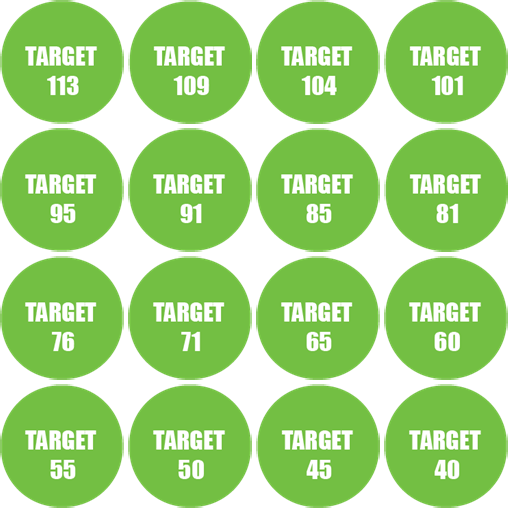 TARGET
113
TARGET
109
TARGET
104
TARGET
101
TARGET
95
TARGET
91
TARGET
85
TARGET
81
TARGET
76
TARGET
71
TARGET
65
TARGET
60
TARGET
55
TARGET
50
TARGET
45
TARGET
40